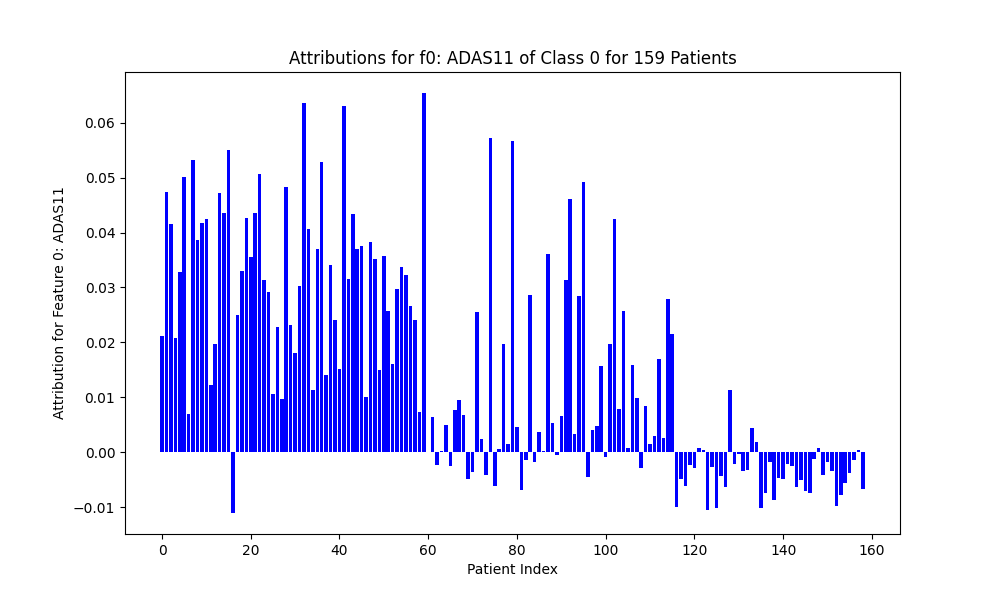 Attributions for f0: ADAS11 of Class 0 for 159 Patients
Attribution for Feature 0: ADAS11
0.06
0.05
0.04
0.03
0.02
0.01
0.00
−0.01
0 20 40 60 80 100 120 140 160
Patient Index